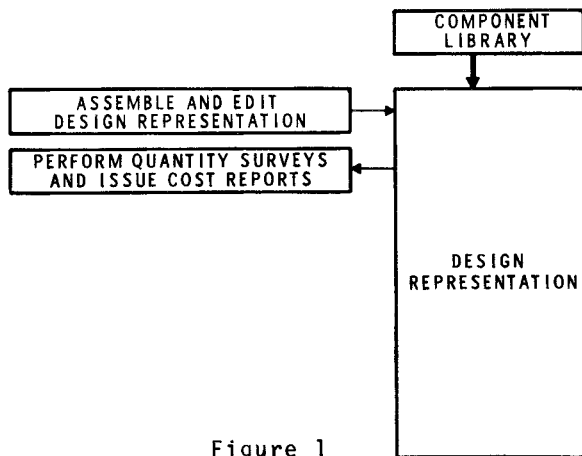 COMPONENT
LIBRARY
ASSEMBLE AND EDIT
DESIGN REPRESENTATION
PERFORM QUANTITY SURVEYS
AND ISSUE COST REPORTS
DESIGN
REPRESENTATION
Figure 1